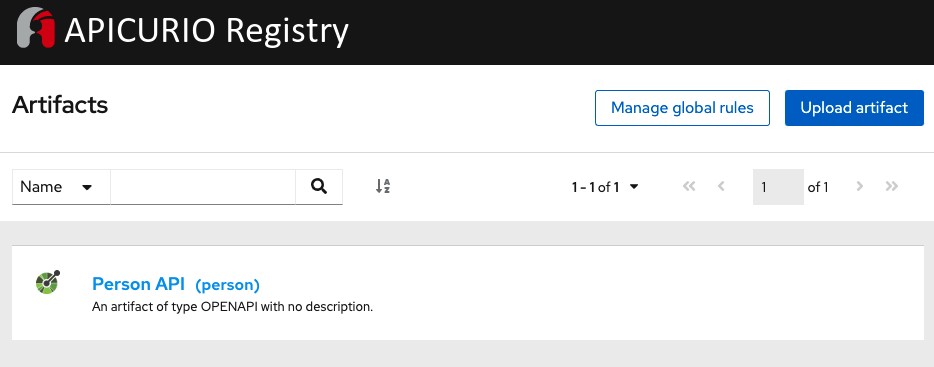 APICURIO Registry
Artifacts
Manage global rules
Upload artifact
Name
A
Z
1 - 1 of 1
1
of 1
Person API (person)
An artifact of type OPENAPI with no description.